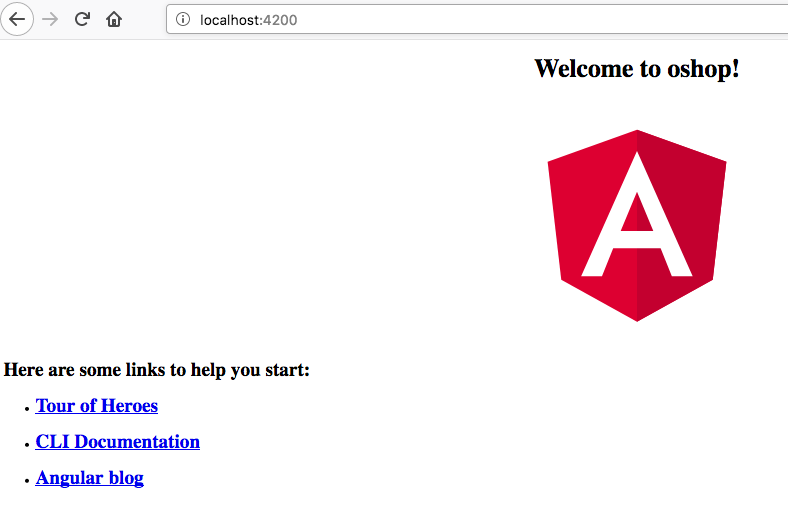 localhost:4200
Welcome to oshop!
A
Here are some links to help you start:
Tour of Heroes
CLI Documentation
Angular blog